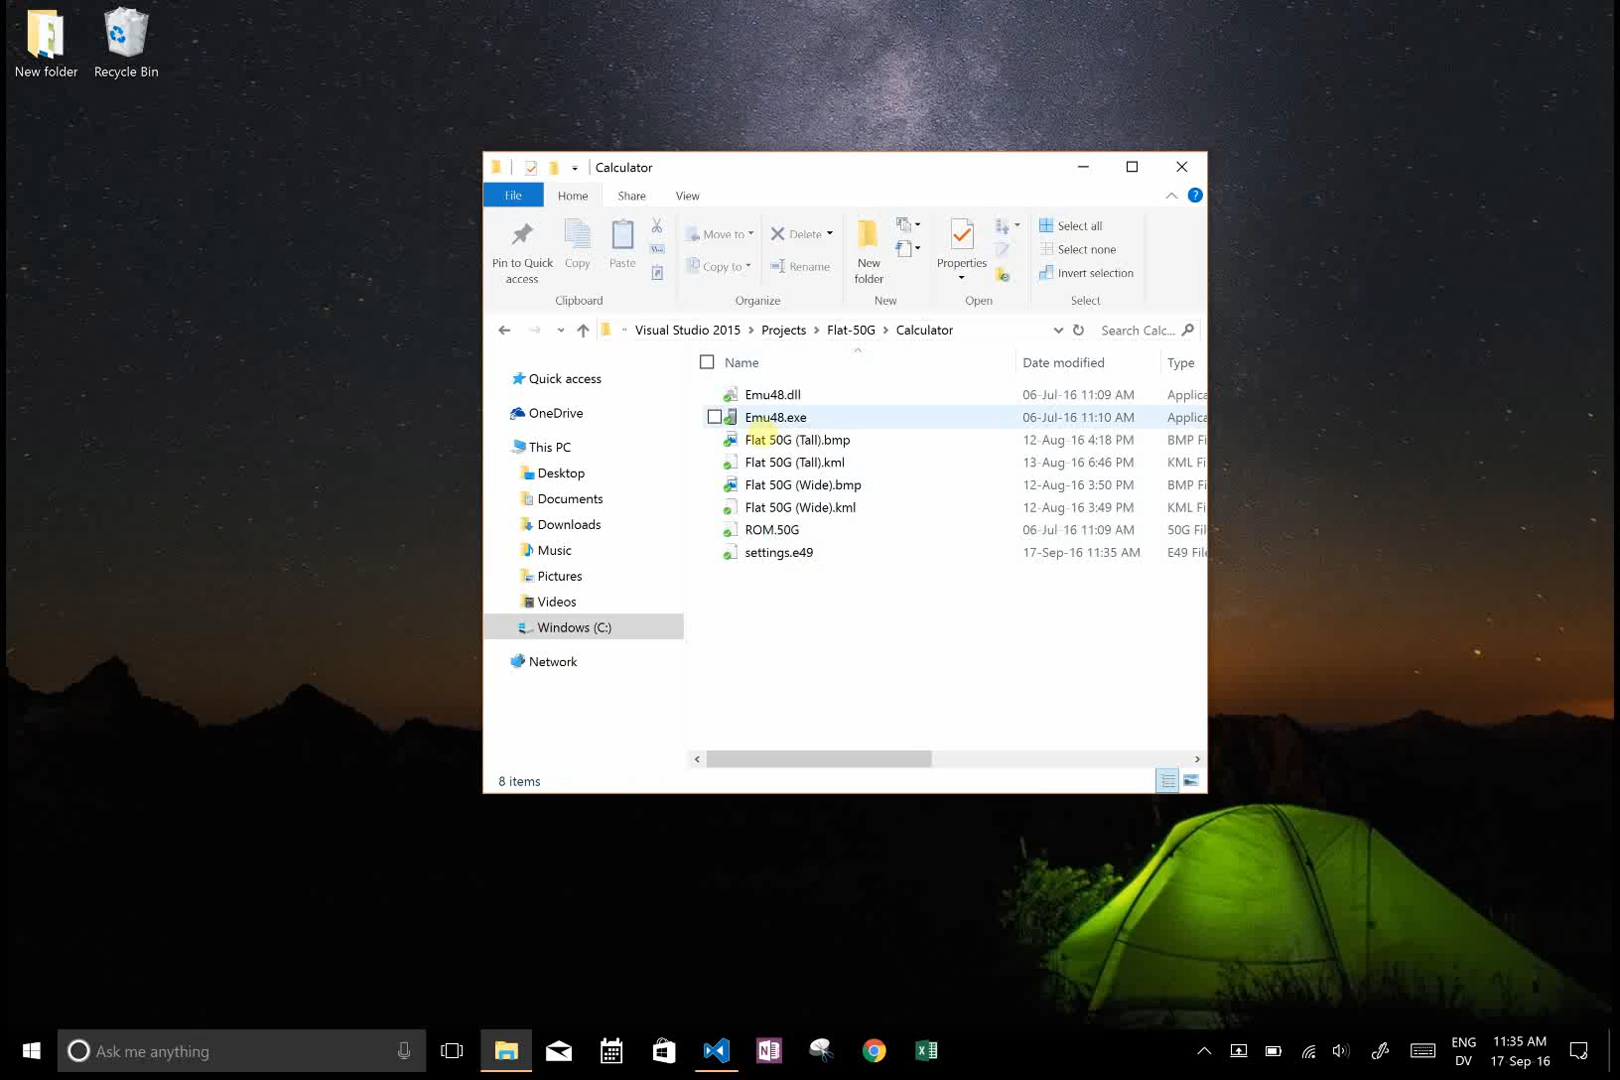 New folder
Recycle Bin
Calculator
File
Home
Share
View
?
Pin to Quick
access
Copy
Paste
Move to
Copy to
Delete
Rename
New
folder
Properties
Select all
Select none
Invert selection
Clipboard
Organize
New
Open
Select
Visual Studio 2015 > Projects > Flat-50G > Calculator
Search Calc...
Quick access
OneDrive
This PC
Desktop
Documents
Downloads
Music
Pictures
Videos
Windows (C:)
Network
Name Date modified Type
Emu48.dll 06-Jul-16 11:09 AM Applica
Emu48.exe 06-Jul-16 11:10 AM Applica
Flat 50G (Tall).bmp 12-Aug-16 4:18 PM BMP Fi
Flat 50G (Tall).kml 13-Aug-16 6:46 PM KML Fi
Flat 50G (Wide).bmp 12-Aug-16 3:50 PM BMP Fi
Flat 50G (Wide).kml 12-Aug-16 3:49 PM KML Fi
ROM.50G 06-Jul-16 11:09 AM 50G Fil
settings.e49 17-Sep-16 11:35 AM E49 File
8 items
Ask me anything
ENG
DV
11:35 AM
17-Sep-16